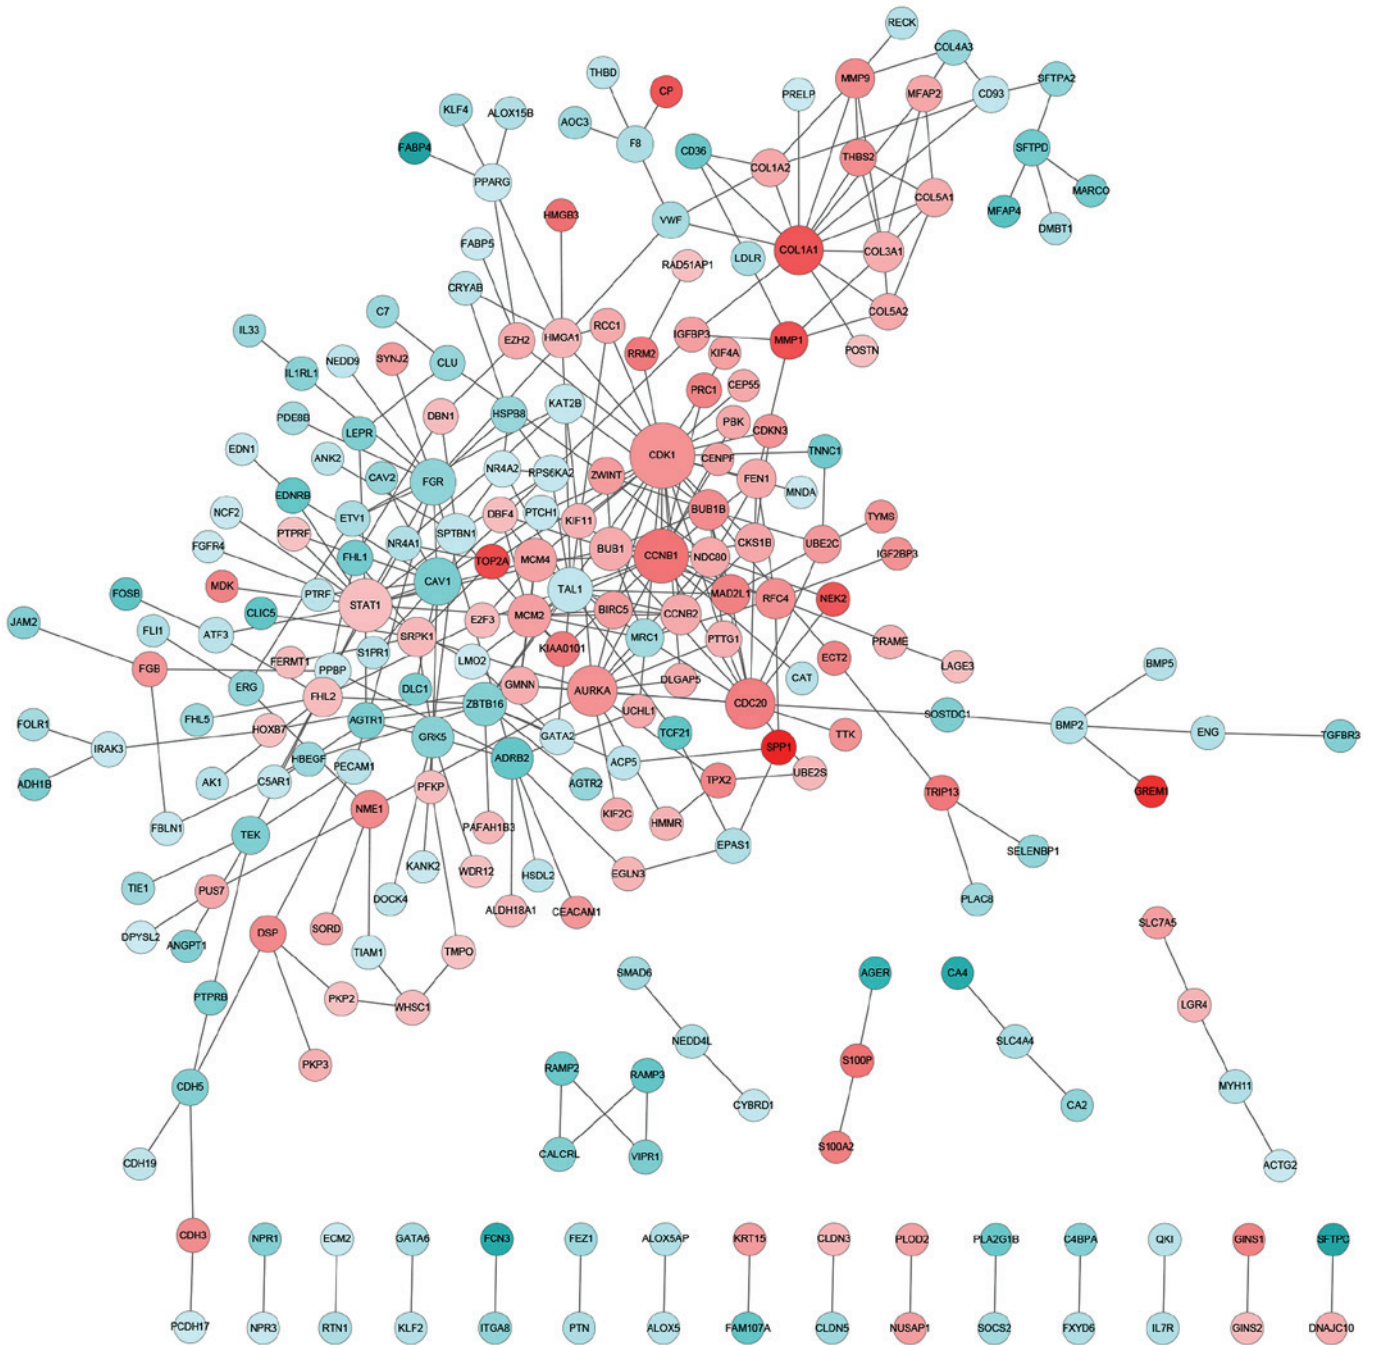 RECK
COL4A3
MMP9
SFTPA2
THBD
CP
PRELP
MFAP2
CD93
KLF4
ALOX15B
AOC3
F8
CD36
COL1A2
THBS2
SFTPD
FABP4
PPARG
COL5A1
MARCO
MFAP4
DMBT1
HMGB3
VWF
FABP5
COL1A1
COL3A1
LDLR
RAD51AP1
CRYAB
C7
COL5A2
IL33
EZH2
HMGA1
RCC1
IGFBP3
MMP1
POSTN
NEDD9
SYNJ2
CLU
RRM2
KIF4A
IL1RL1
PRC1
CEP55
PDE8B
LEPR
DBN1
HSPB8
KAT2B
PBK
CDKN3
EDN1
ANK2
CAV2
FGR
NR4A2
RPS6KA2
ZWINT
CDK1
CENPF
TNNC1
FEN1
MNDA
EDNRB
NCF2
ETV1
PTPRF
DBF4
PTCH1
KIF11
BUB1B
TYMS
FGFR4
NR4A1
SPTBN1
FHL1
TOP2A
MCM4
BUB1
CCNB1
NDC80
CKS1B
UBE2C
IGF2BP3
MDK
CAV1
TAL1
FOSB
PTRF
STAT1
MAD2L1
RFC4
NEK2
CLIC5
JAM2
FLI1
ATF3
SRPK1
E2F3
MCM2
BIRC5
CCNB2
S1PR1
KIAA0101
MRC1
PTTG1
PRAME
FGB
FERMT1
PPBP
LMO2
ECT2
LAGE3
BMP5
ERG
FHL2
DLC1
GMNN
AURKA
DLGAP5
CAT
ZBTB16
CDC20
FOLR1
FHL5
HOXB7
AGTR1
UCHL1
SOSTDC1
BMP2
ENG
TGFBR3
IRAK3
GRK5
GATA2
TCF21
TTK
ADH1B
HBEGF
PECAM1
ADRB2
ACP5
SPP1
AK1
C5AR1
PFKP
AGTR2
TPX2
UBE2S
TRIP13
GREM1
FBLN1
NME1
PAFAH1B3
KIF2C
HMMR
TEK
EPAS1
SELENBP1
KANK2
WDR12
HSDL2
EGLN3
TIE1
PUS7
DOCK4
PLAC8
ALDH18A1
CEACAM1
DPYSL2
ANGPT1
DSP
SORD
SLC7A5
TIAM1
TMPO
SMAD6
AGER
CA4
PTPRB
PKP2
WHSC1
LGR4
NEDD4L
SLC4A4
PKP3
S100P
RAMP2
RAMP3
CDH5
MYH11
CYBRD1
CA2
CALCRL
VIPR1
S100A2
CDH19
ACTG2
CDH3
NPR1
ECM2
GATA6
FCN3
FEZ1
ALOX5AP
KRT15
CLDN3
PLOD2
PLA2G1B
C4BPA
QKI
GINS1
SFTPC
PCDH17
NPR3
RTN1
KLF2
ITGA8
PTN
ALOX5
FAM107A
CLDN5
NUSAP1
SOCS2
FXYD6
IL7R
GINS2
DNAJC10